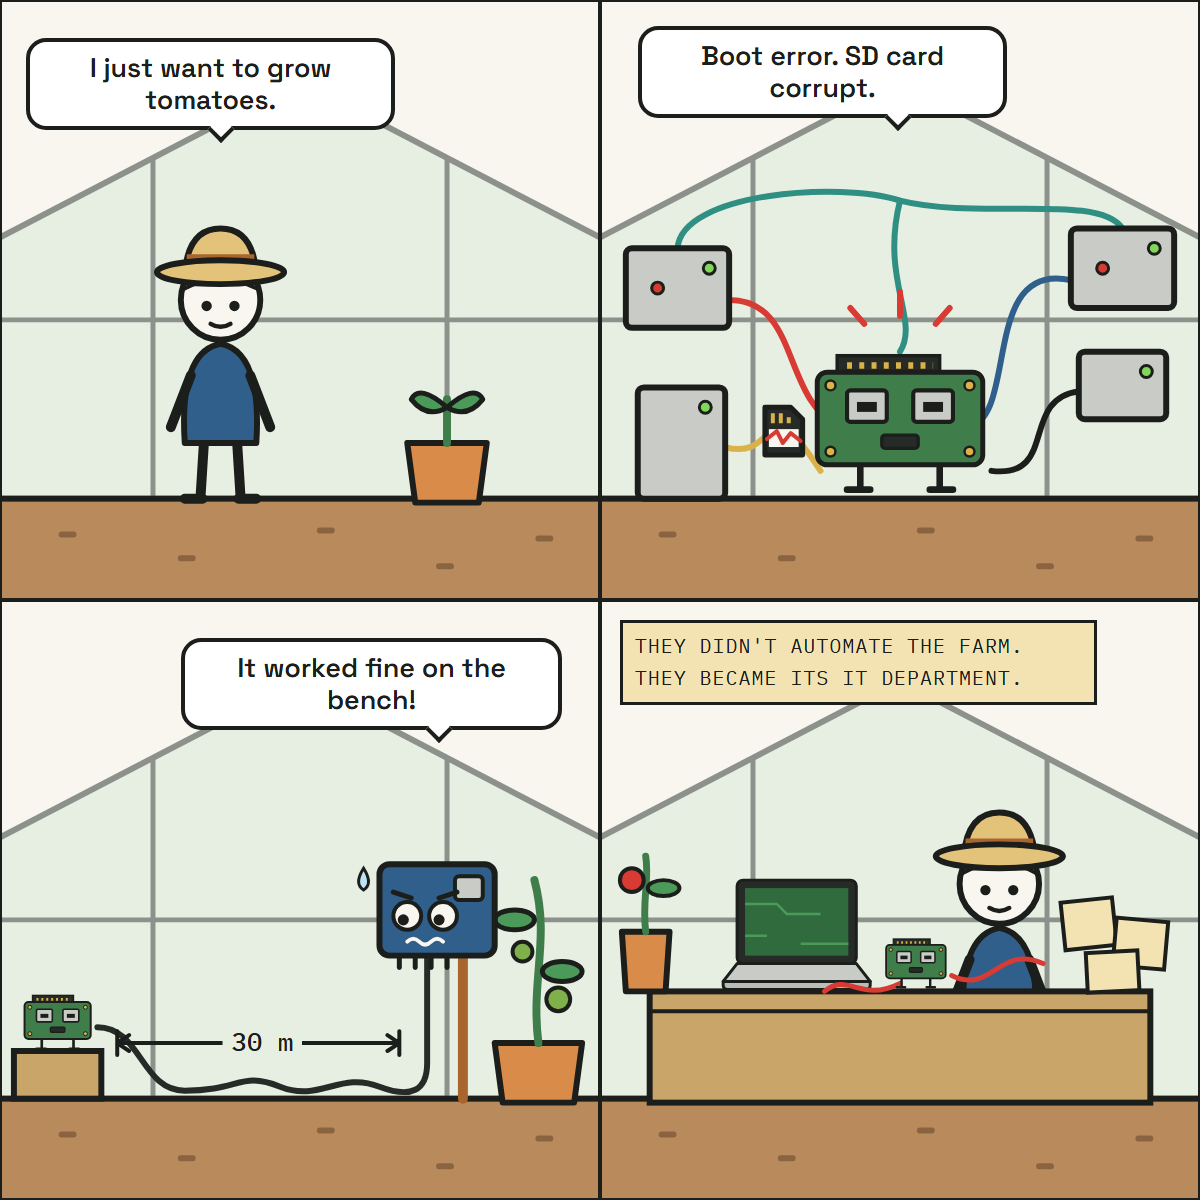 I just want to grow
tomatoes.
Boot error. SD card
corrupt.
It worked fine on the
bench!
30 m
THEY DIDN'T AUTOMATE THE FARM.
THEY BECAME ITS IT DEPARTMENT.